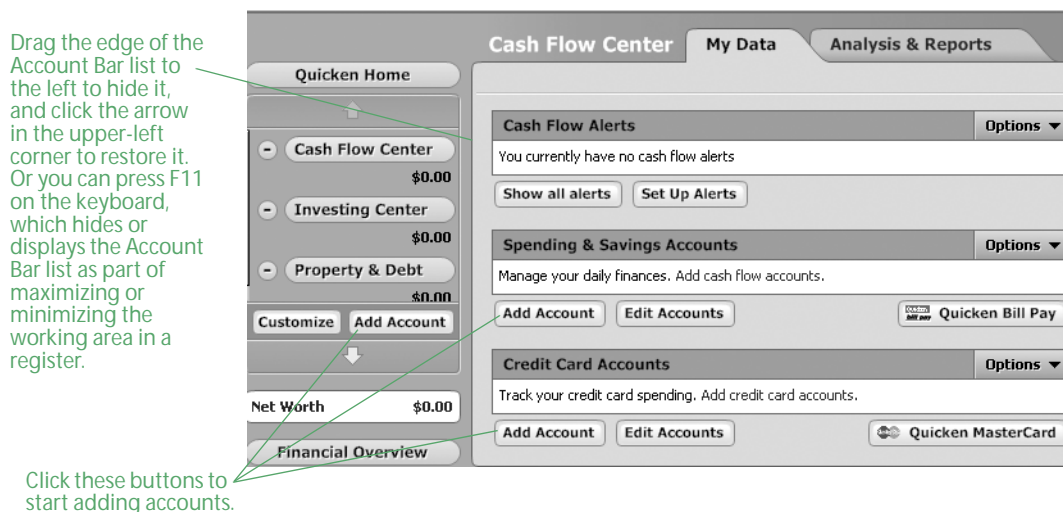 Drag the edge of the
Account Bar list to
the left to hide it,
and click the arrow
in the upper-left
corner to restore it.
Or you can press F11
on the keyboard,
which hides or
displays the Account
Bar list as part of
maximizing or
minimizing the
working area in a
register.
Quicken Home
- Cash Flow Center
$0.00
- Investing Center
$0.00
- Property & Debt
$0.00
Customize Add Account
Net Worth $0.00
Financial Overview
Click these buttons to
start adding accounts.
Cash Flow Center My Data Analysis & Reports
Cash Flow Alerts Options
You currently have no cash flow alerts
Show all alerts Set Up Alerts
Spending & Savings Accounts Options
Manage your daily finances. Add cash flow accounts.
Add Account Edit Accounts Quicken Bill Pay
Credit Card Accounts Options
Track your credit card spending. Add credit card accounts.
Add Account Edit Accounts Quicken MasterCard